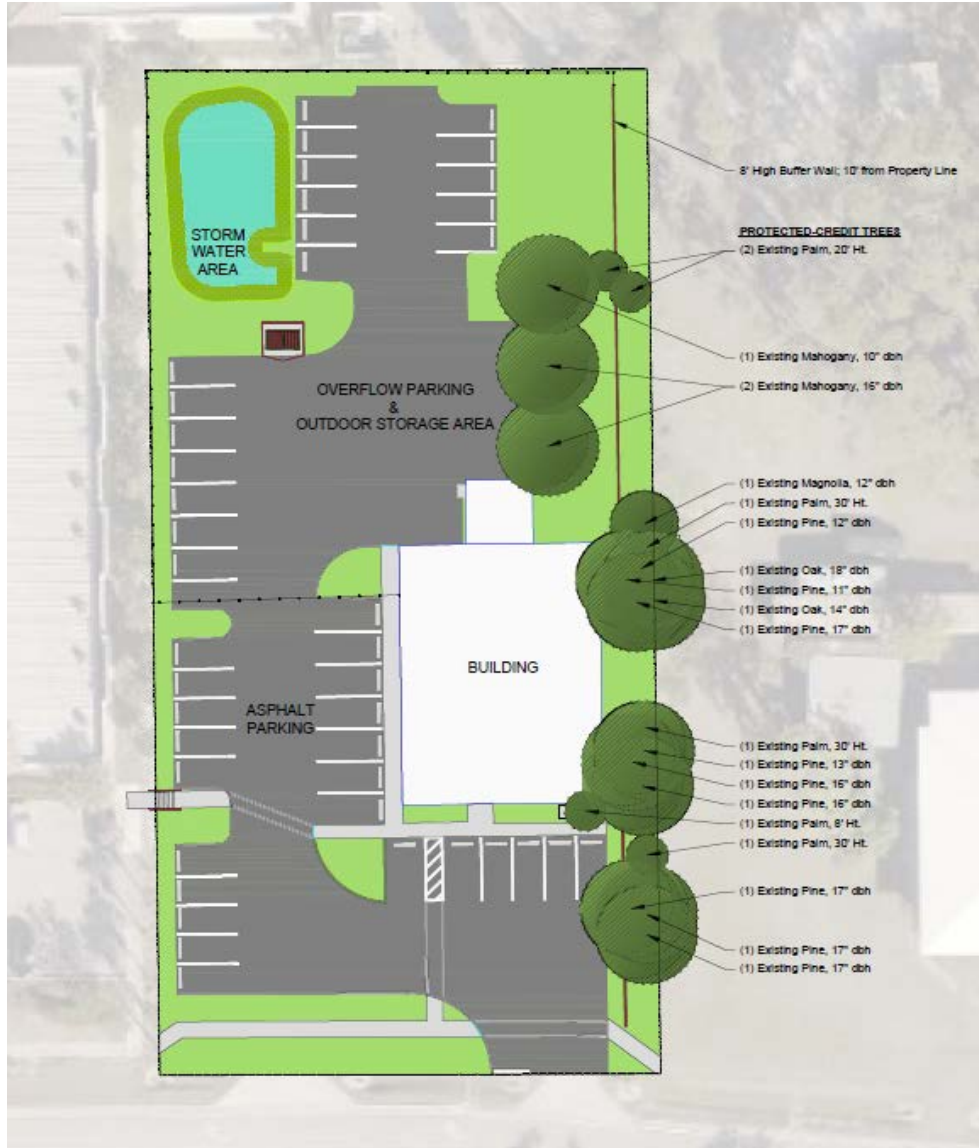 8' High Buffer Wall; 10' from Property Line
PROTECTED-CREDIT TREES
(2) Existing Palm, 20' Ht.
STORM
WATER
AREA
(1) Existing Mahogany, 10" dbh
(2) Existing Mahogany, 16" dbh
OVERFLOW PARKING
&
OUTDOOR STORAGE AREA
(1) Existing Magnolia, 12" dbh
(1) Existing Palm, 30' Ht.
(1) Existing Pine, 12" dbh
(1) Existing Oak, 18" dbh
(1) Existing Pine, 11" dbh
(1) Existing Oak, 14" dbh
(1) Existing Pine, 17" dbh
BUILDING
ASPHALT
PARKING
(1) Existing Palm, 30' Ht.
(1) Existing Pine, 13" dbh
(1) Existing Pine, 16" dbh
(1) Existing Pine, 16" dbh
(1) Existing Palm, 8' Ht.
(1) Existing Palm, 30' Ht.
(1) Existing Pine, 17" dbh
(1) Existing Pine, 17" dbh
(1) Existing Pine, 17" dbh